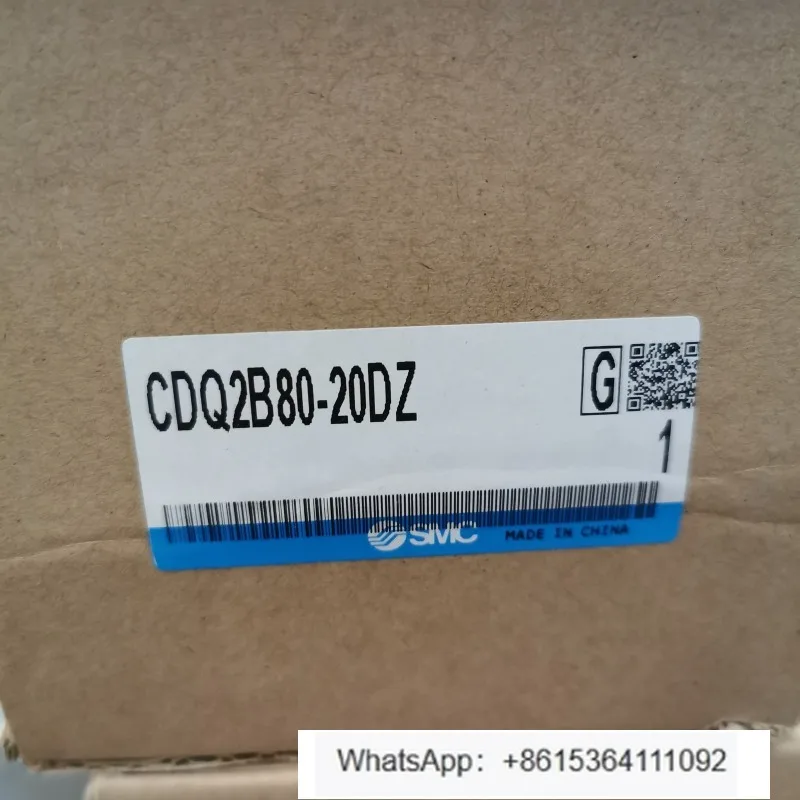 CDQ2B80-20DZ
G
1
SMC
MADE IN CHINA
WhatsApp: +8615364111092